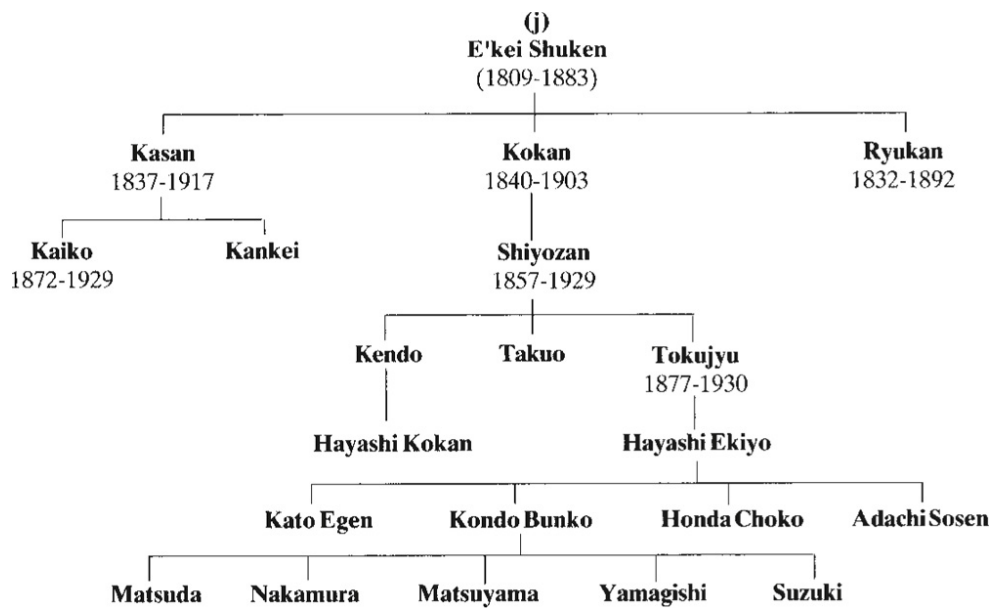 (j)
E'kei Shuken
(1809-1883)
Kasan Kokan Ryukan
1837-1917 1840-1903 1832-1892
Kaiko Kankei Shiyozan
1872-1929 1857-1929
Kendo Takuo Tokujyu
1877-1930
Hayashi Kokan Hayashi Ekiyo
Kato Egen Kondo Bunko Honda Choko Adachi Sosen
Matsuda Nakamura Matsuyama Yamagishi Suzuki